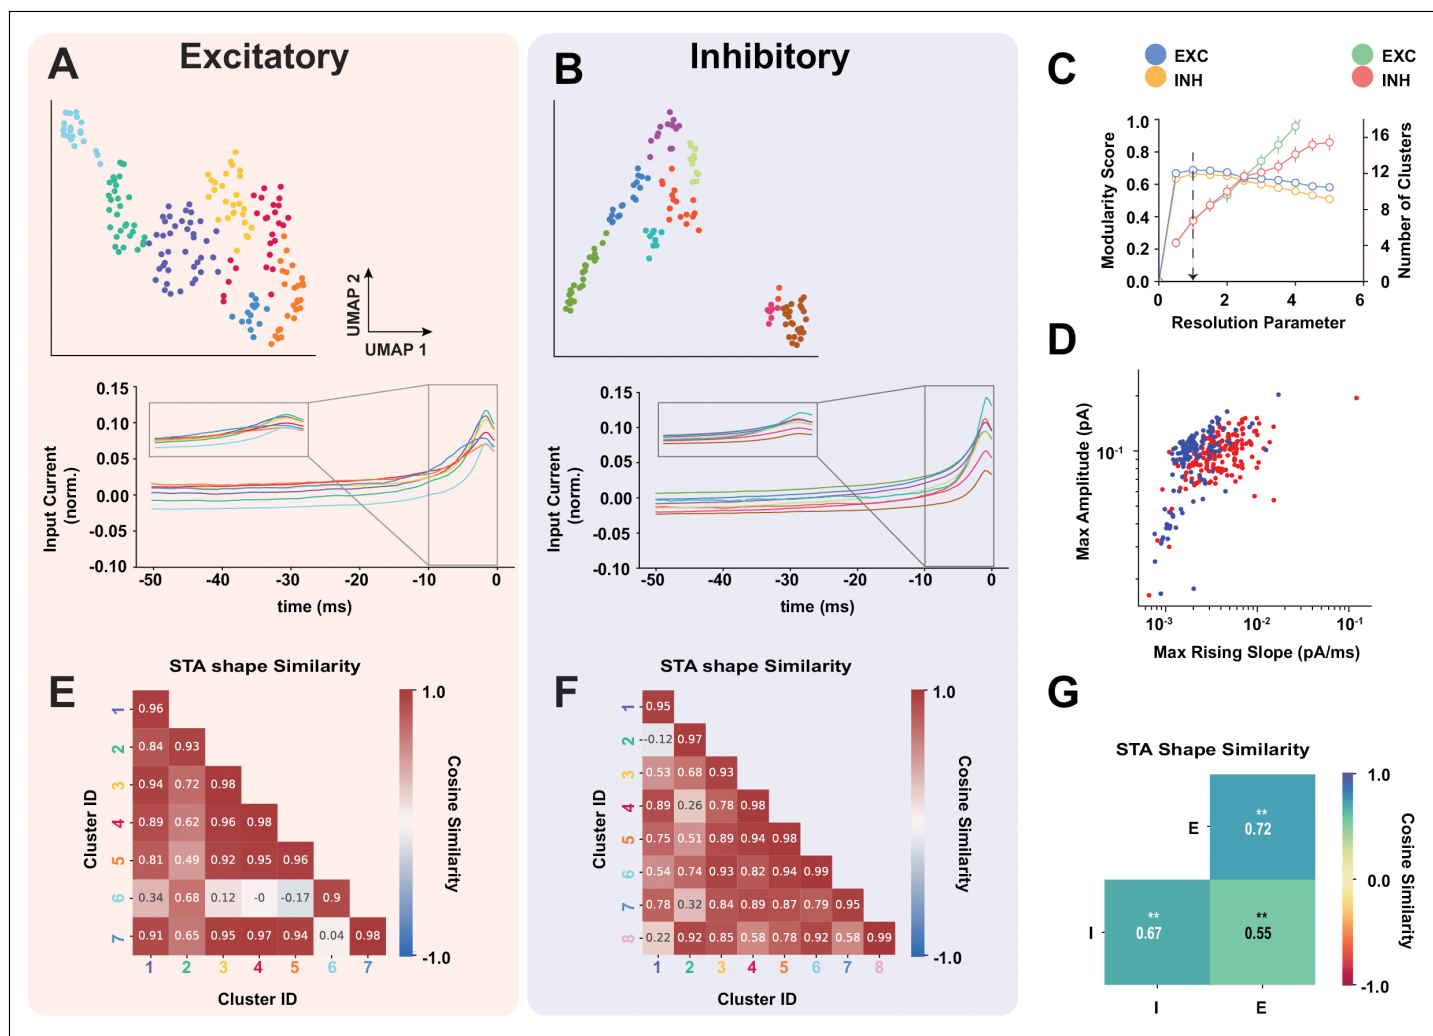 A
Excitatory
UMAP 2
UMAP 1
0.15
0.10
0.05
0.00
-0.05
-0.10
Input Current
(norm.)
-50 -40 -30 -20 -10 0
time (ms)
B
Inhibitory
0.15
0.10
0.05
0.00
-0.05
-0.10
Input Current
(norm.)
-50 -40 -30 -20 -10 0
time (ms)
C
EXC
INH
EXC
INH
1.0
0.8
0.6
0.4
0.2
0.0
Modularity Score
16
12
8
4
0
Number of Clusters
0 2 4 6
Resolution Parameter
D
Max Amplitude (pA)
10-1
10-3 10-2 10-1
Max Rising Slope (pA/ms)
E
STA shape Similarity
Cluster ID
1 0.96
2 0.84 0.93
3 0.94 0.72 0.98
4 0.89 0.62 0.96 0.98
5 0.81 0.49 0.92 0.95 0.96
6 0.34 0.68 0.12 -0 -0.17 0.9
7 0.91 0.65 0.95 0.97 0.94 0.04 0.98
1 2 3 4 5 6 7
Cluster ID
1.0
-1.0
Cosine Similarity
F
STA shape Similarity
Cluster ID
1 0.95
2 -0.12 0.97
3 0.53 0.68 0.93
4 0.89 0.26 0.78 0.98
5 0.75 0.51 0.89 0.94 0.98
6 0.54 0.74 0.93 0.82 0.94 0.99
7 0.78 0.32 0.84 0.89 0.87 0.79 0.95
8 0.22 0.92 0.85 0.58 0.78 0.92 0.58 0.99
1 2 3 4 5 6 7 8
Cluster ID
1.0
-1.0
Cosine Similarity
G
STA Shape Similarity
E
**
0.72
I
**
0.67
**
0.55
I E
1.0
0.0
-1.0
Cosine Similarity